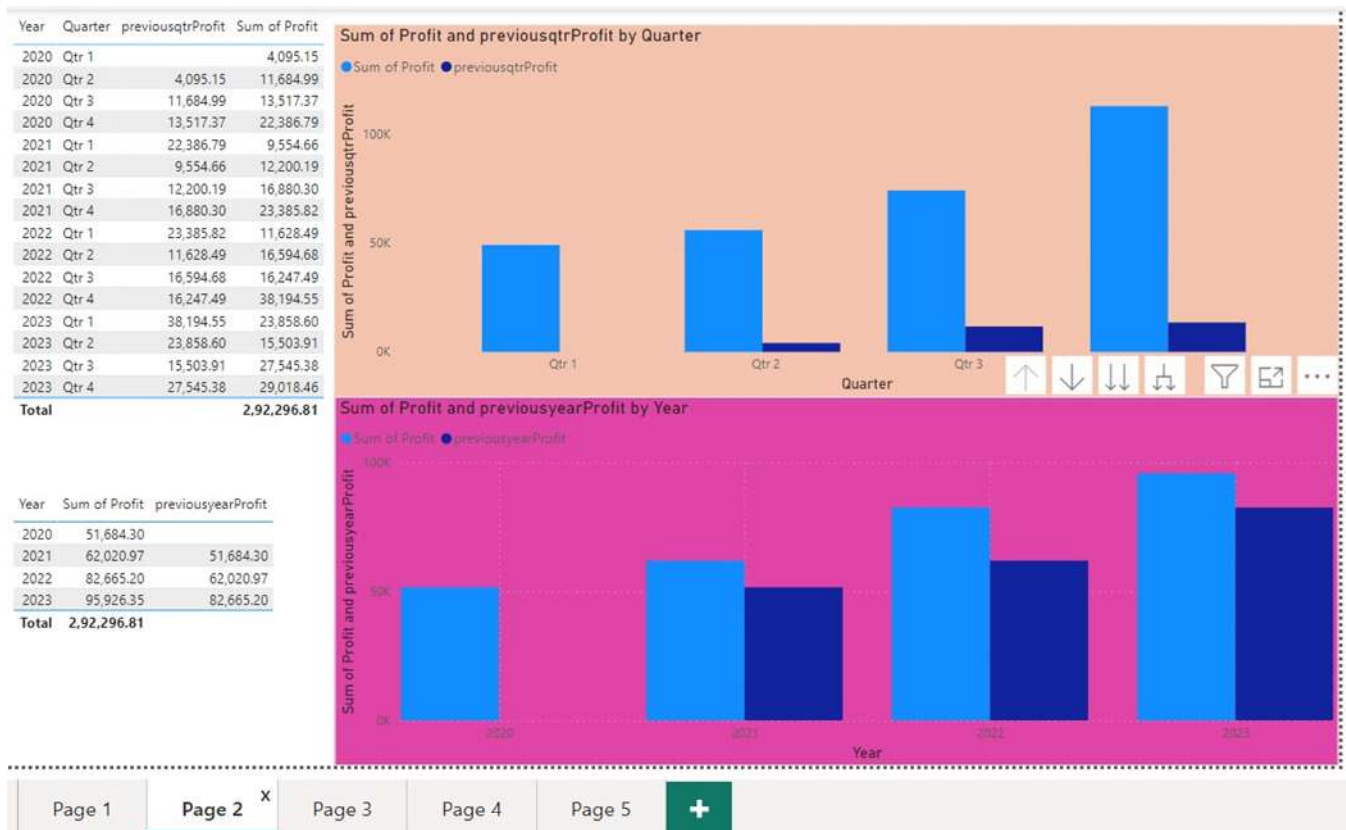 Year Quarter previousqtrProfit Sum of Profit
2020 Qtr 1 4,095.15
2020 Qtr 2 4,095.15 11,684.99
2020 Qtr 3 11,684.99 13,517.37
2020 Qtr 4 13,517.37 22,386.79
2021 Qtr 1 22,386.79 9,554.66
2021 Qtr 2 9,554.66 12,200.19
2021 Qtr 3 12,200.19 16,880.30
2021 Qtr 4 16,880.30 23,385.82
2022 Qtr 1 23,385.82 11,628.49
2022 Qtr 2 11,628.49 16,594.68
2022 Qtr 3 16,594.68 16,247.49
2022 Qtr 4 16,247.49 38,194.55
2023 Qtr 1 38,194.55 23,858.60
2023 Qtr 2 23,858.60 15,503.91
2023 Qtr 3 15,503.91 27,545.38
2023 Qtr 4 27,545.38 29,018.46
Total 2,92,296.81
Sum of Profit and previousqtrProfit by Quarter
Sum of Profit previousqtrProfit
Sum of Profit and previousqtrProfit
100K
50K
0K
Qtr 1 Qtr 2 Qtr 3
Quarter
Year Sum of Profit previousyearProfit
2020 51,684.30
2021 62,020.97 51,684.30
2022 82,665.20 62,020.97
2023 95,926.35 82,665.20
Total 2,92,296.81
Sum of Profit and previousyearProfit by Year
Sum of Profit previousyearProfit
Sum of Profit and previousyearProfit
100K
50K
0K
2020 2021 2022 2023
Year
Page 1 Page 2 x Page 3 Page 4 Page 5 +